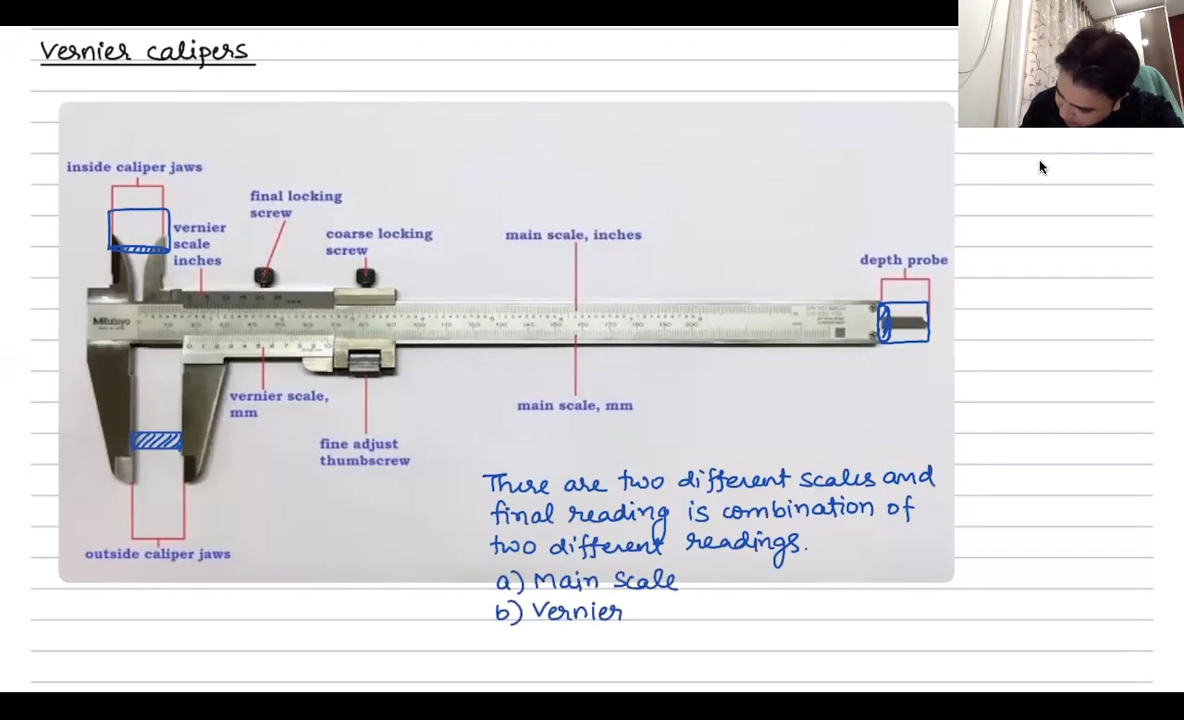 Vernier calipers
inside caliper jaws
final locking
screw
vernier
scale
inches
coarse locking
screw
main scale, inches
depth probe
Mitutoyo
vernier scale,
mm
main scale, mm
fine adjust
thumbscrew
outside caliper jaws
There are two different scales and
final reading is combination of
two different readings.
a) Main Scale
b) Vernier